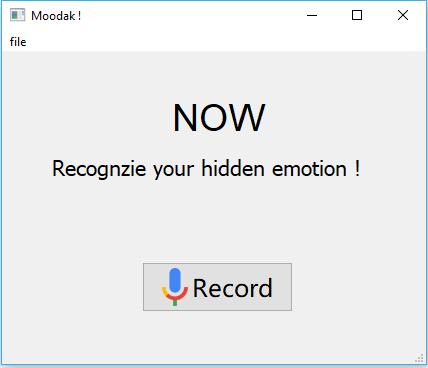 Moodak !
file
NOW
Recognzie your hidden emotion !
Record